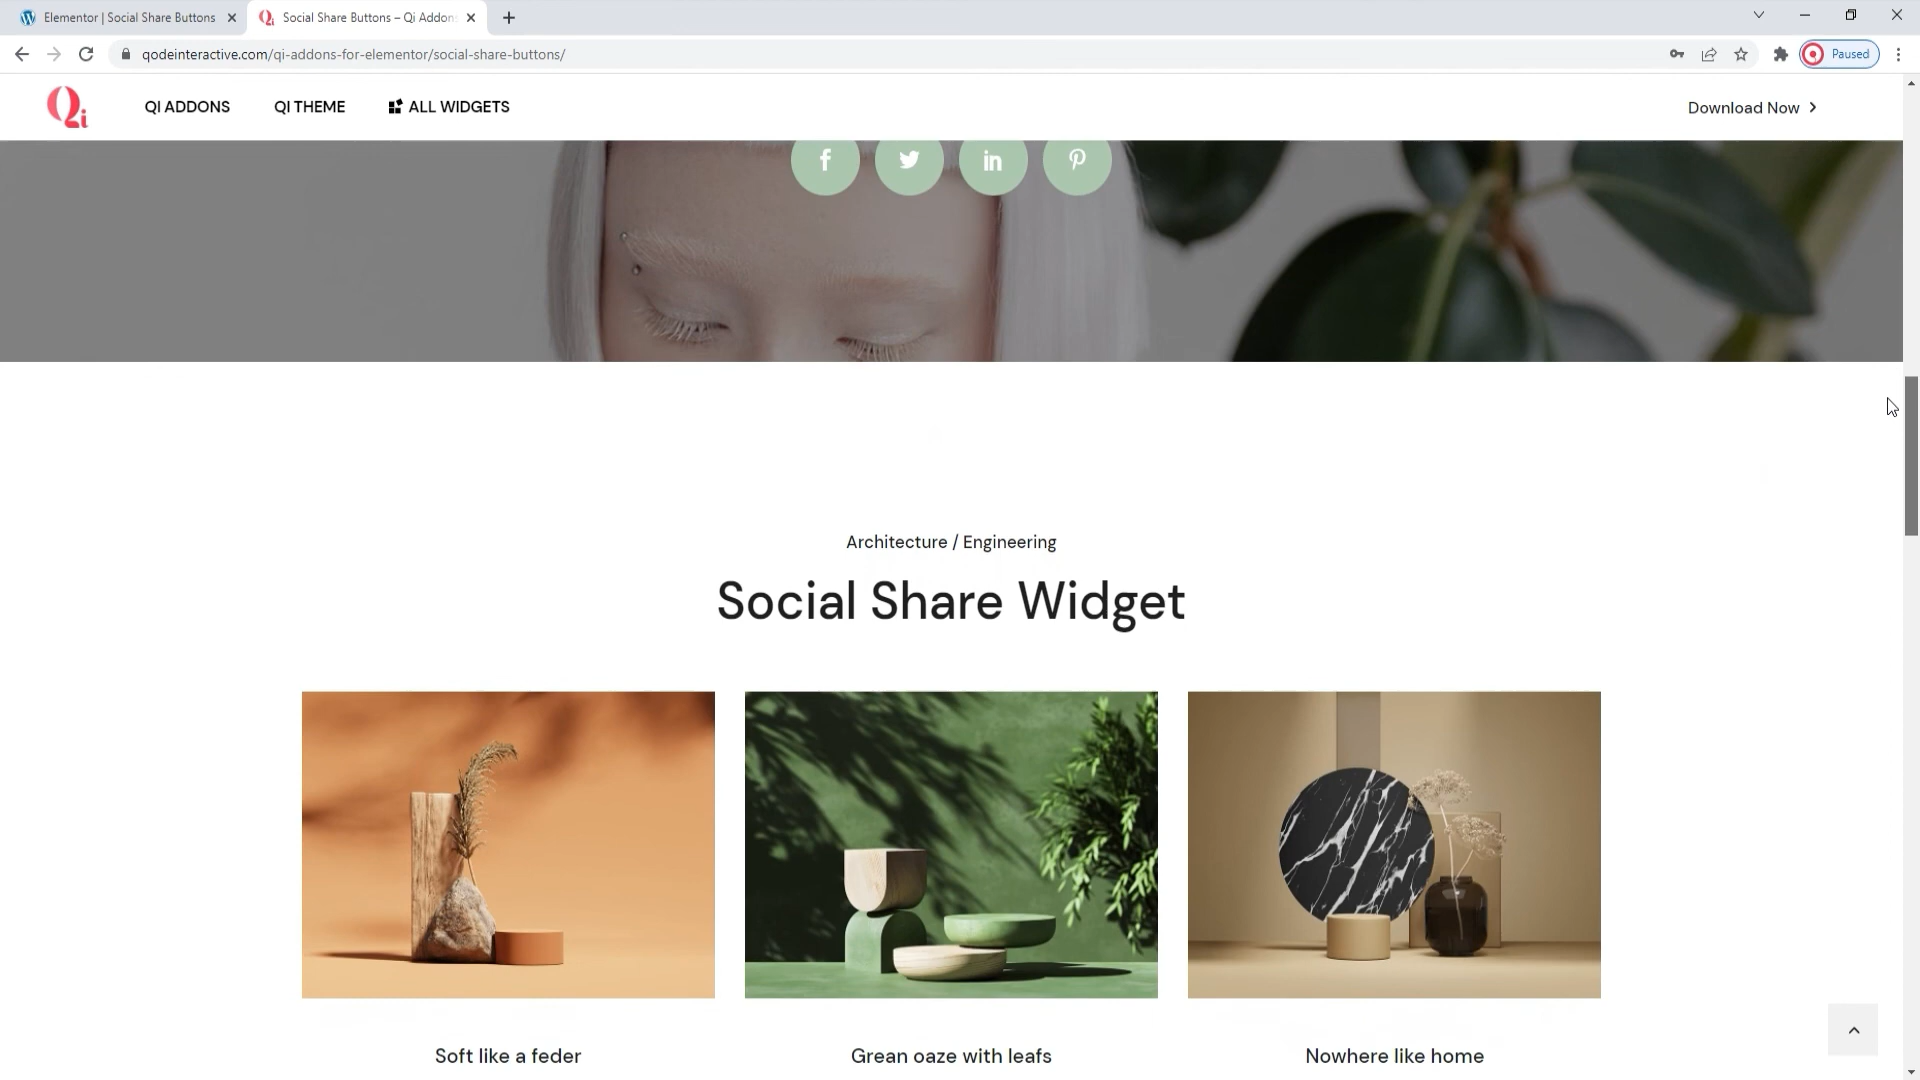 Elementor | Social Share Buttons
Social Share Buttons – Qi Addon
qodeinteractive.com/qi-addons-for-elementor/social-share-buttons/
Paused
Qi
QI ADDONS
QI THEME
ALL WIDGETS
Download Now
Architecture / Engineering
Social Share Widget
Soft like a feder
Grean oaze with leafs
Nowhere like home